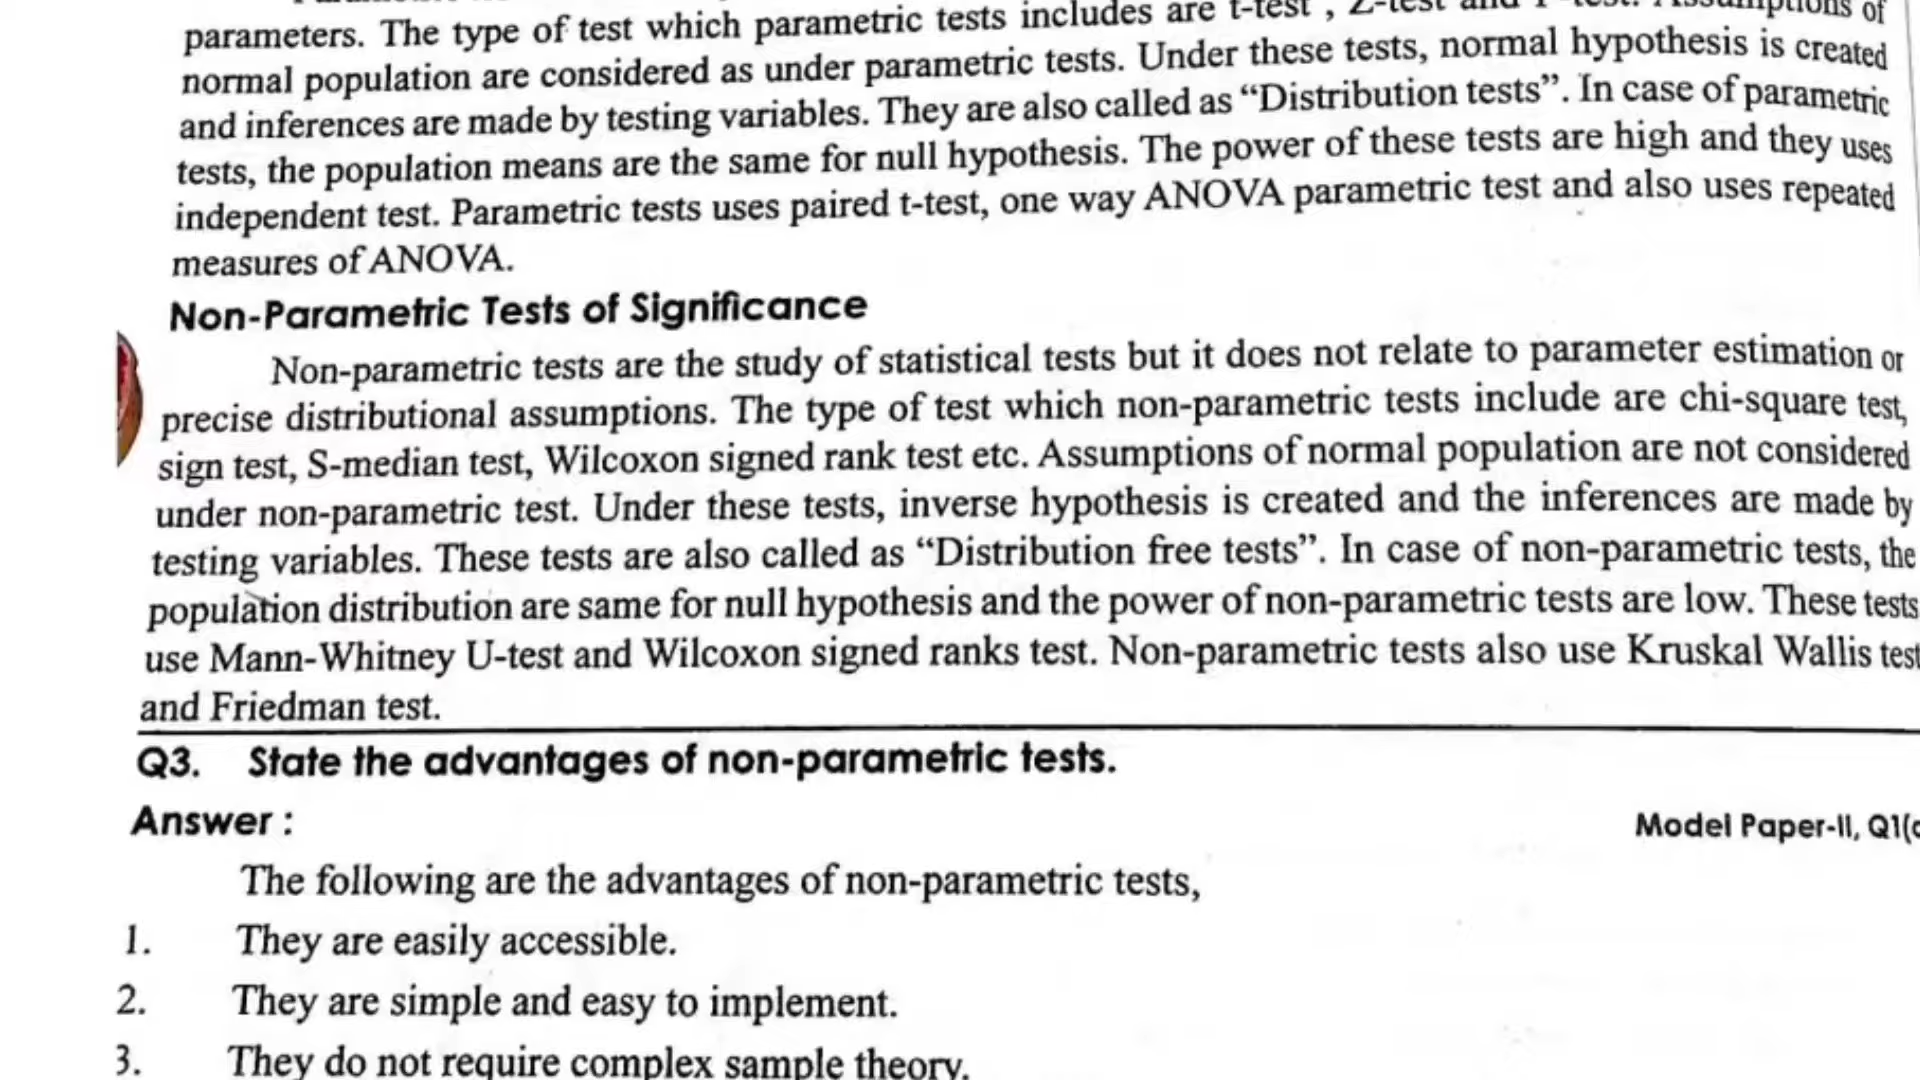 parameters. The type of test which parametric tests includes are t-test , Z-test and F-test. Assumptions of
normal population are considered as under parametric tests. Under these tests, normal hypothesis is created
and inferences are made by testing variables. They are also called as “Distribution tests”. In case of parametric
tests, the population means are the same for null hypothesis. The power of these tests are high and they uses
independent test. Parametric tests uses paired t-test, one way ANOVA parametric test and also uses repeated
measures of ANOVA.
Non-Parametric Tests of Significance
Non-parametric tests are the study of statistical tests but it does not relate to parameter estimation or
precise distributional assumptions. The type of test which non-parametric tests include are chi-square test,
sign test, S-median test, Wilcoxon signed rank test etc. Assumptions of normal population are not considered
under non-parametric test. Under these tests, inverse hypothesis is created and the inferences are made by
testing variables. These tests are also called as “Distribution free tests”. In case of non-parametric tests, the
population distribution are same for null hypothesis and the power of non-parametric tests are low. These tests
use Mann-Whitney U-test and Wilcoxon signed ranks test. Non-parametric tests also use Kruskal Wallis test
and Friedman test.
Q3. State the advantages of non-parametric tests.
Answer :
Model Paper-II, Q1(
The following are the advantages of non-parametric tests,
1. They are easily accessible.
2. They are simple and easy to implement.
3. They do not require complex sample theory.